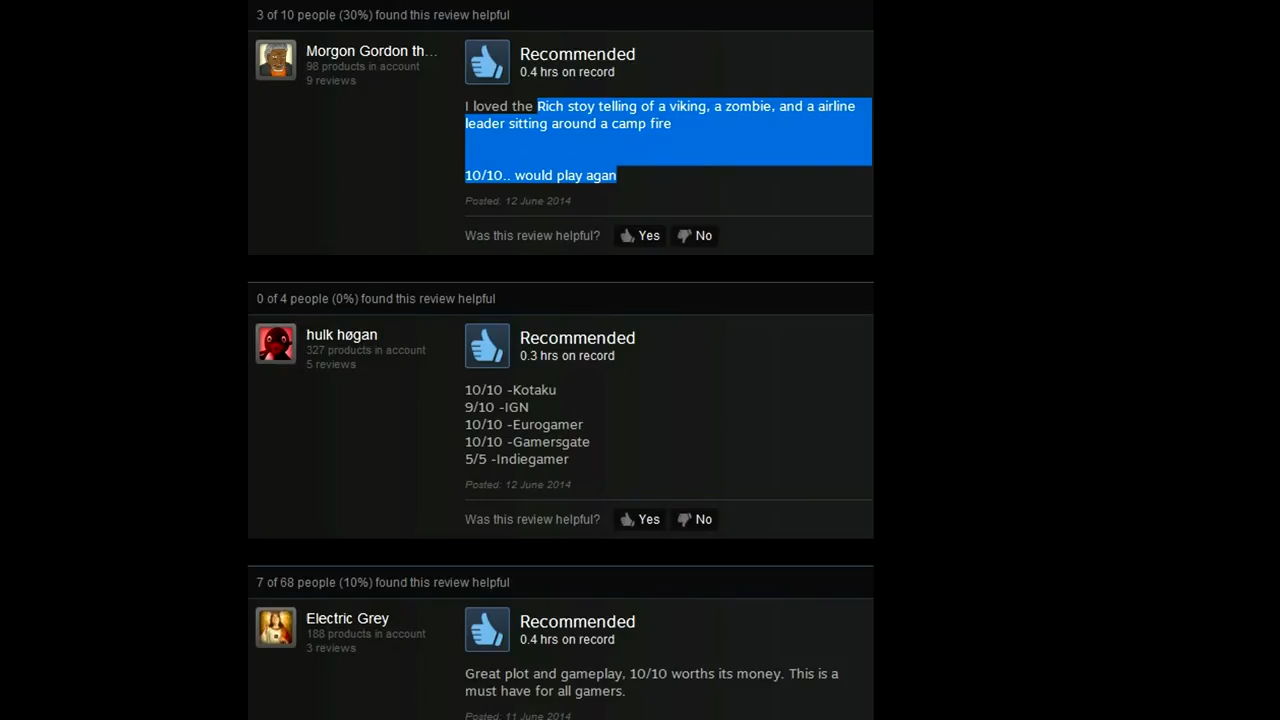 3 of 10 people (30%) found this review helpful
Morgon Gordon th...
98 products in account
9 reviews
Recommended
0.4 hrs on record
I loved the Rich stoy telling of a viking, a zombie, and a airline
leader sitting around a camp fire
10/10.. would play agan
Posted: 12 June 2014
Was this review helpful? Yes No
0 of 4 people (0%) found this review helpful
hulk høgan
327 products in account
5 reviews
Recommended
0.3 hrs on record
10/10 -Kotaku
9/10 -IGN
10/10 -Eurogamer
10/10 -Gamersgate
5/5 -Indiegamer
Posted: 12 June 2014
Was this review helpful? Yes No
7 of 68 people (10%) found this review helpful
Electric Grey
188 products in account
3 reviews
Recommended
0.4 hrs on record
Great plot and gameplay, 10/10 worths its money. This is a
must have for all gamers.
Posted: 11 June 2014